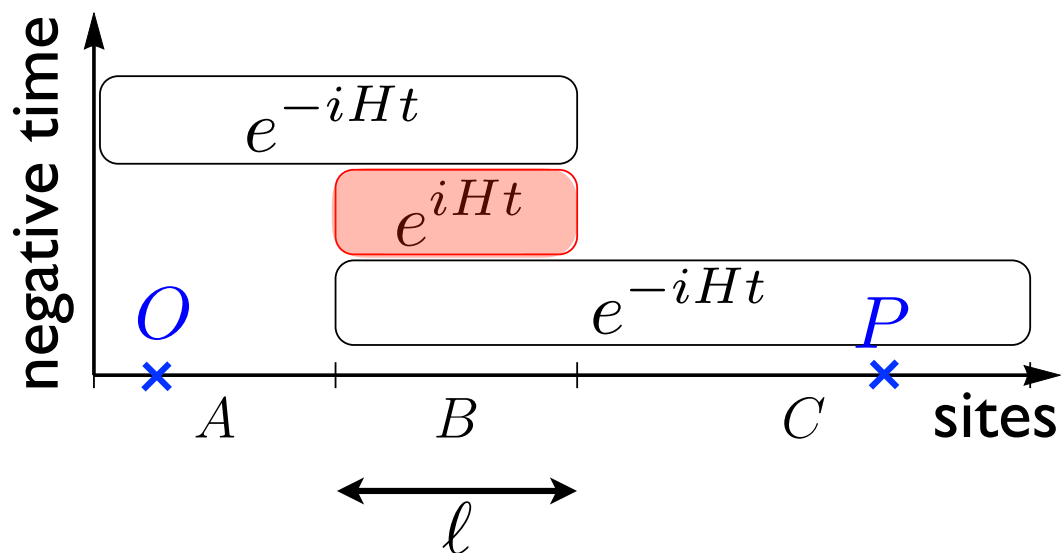 negative time
e^{-iHt}
e^{iHt}
e^{-iHt}
O
P
A B C sites
ℓ